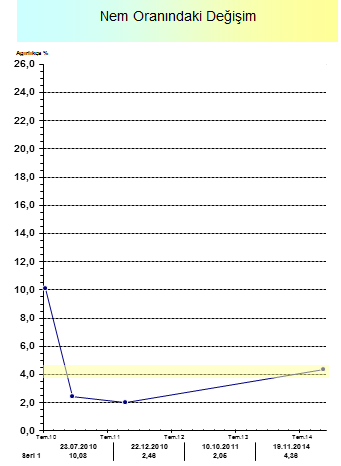 Nem Oranındaki Değişim
Ağırlıkça %
26,0
24,0
22,0
20,0
18,0
16,0
14,0
12,0
10,0
8,0
6,0
4,0
2,0
0,0
Tem.10 Tem.11 Tem.12 Tem.13 Tem.14
23.07.2010 22.12.2010 10.10.2011 19.11.2014
Seri 1 10,08 2,46 2,05 4,36